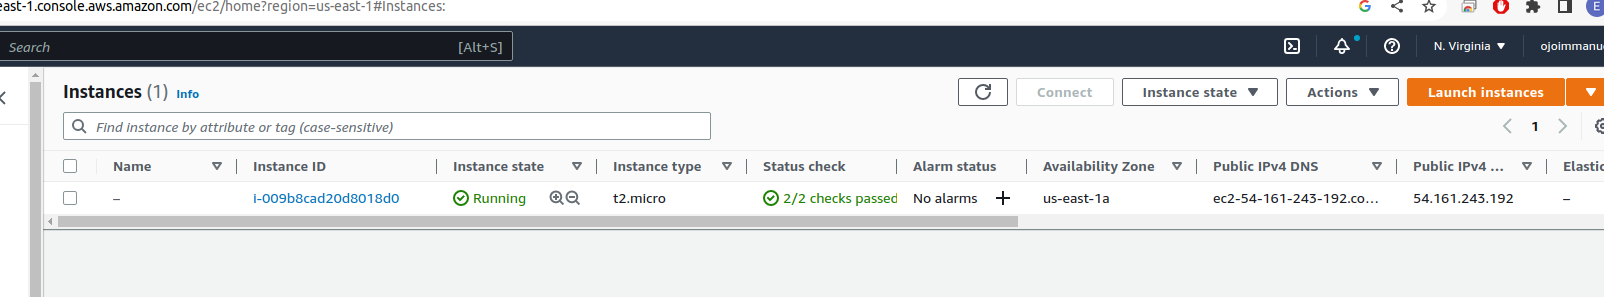 east-1.console.aws.amazon.com/ec2/home?region=us-east-1#Instances:
E
Search [Alt+S] N. Virginia ojoimmanu
Instances (1) Info Connect Instance state Actions Launch instances
Find instance by attribute or tag (case-sensitive) 1
Name Instance ID Instance state Instance type Status check Alarm status Availability Zone Public IPv4 DNS Public IPv4 ... Elastic
– i-009b8cad20d8018d0 Running t2.micro 2/2 checks passed No alarms us-east-1a ec2-54-161-243-192.co... 54.161.243.192 –